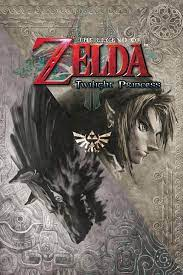 THE LEGEND OF
ZELDA
Twilight Princess